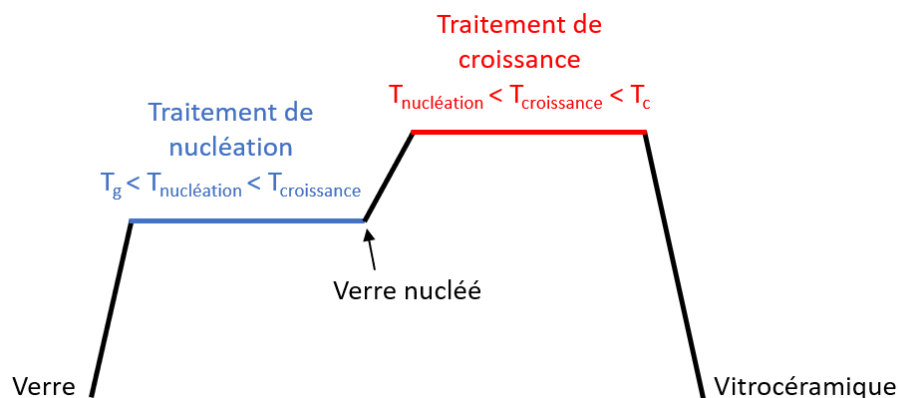 Traitement de
croissance
Tnucléation < Tcroissance < Tc
Traitement de
nucléation
Tg < Tnucléation < Tcroissance
Verre nucléé
Verre
Vitrocéramique